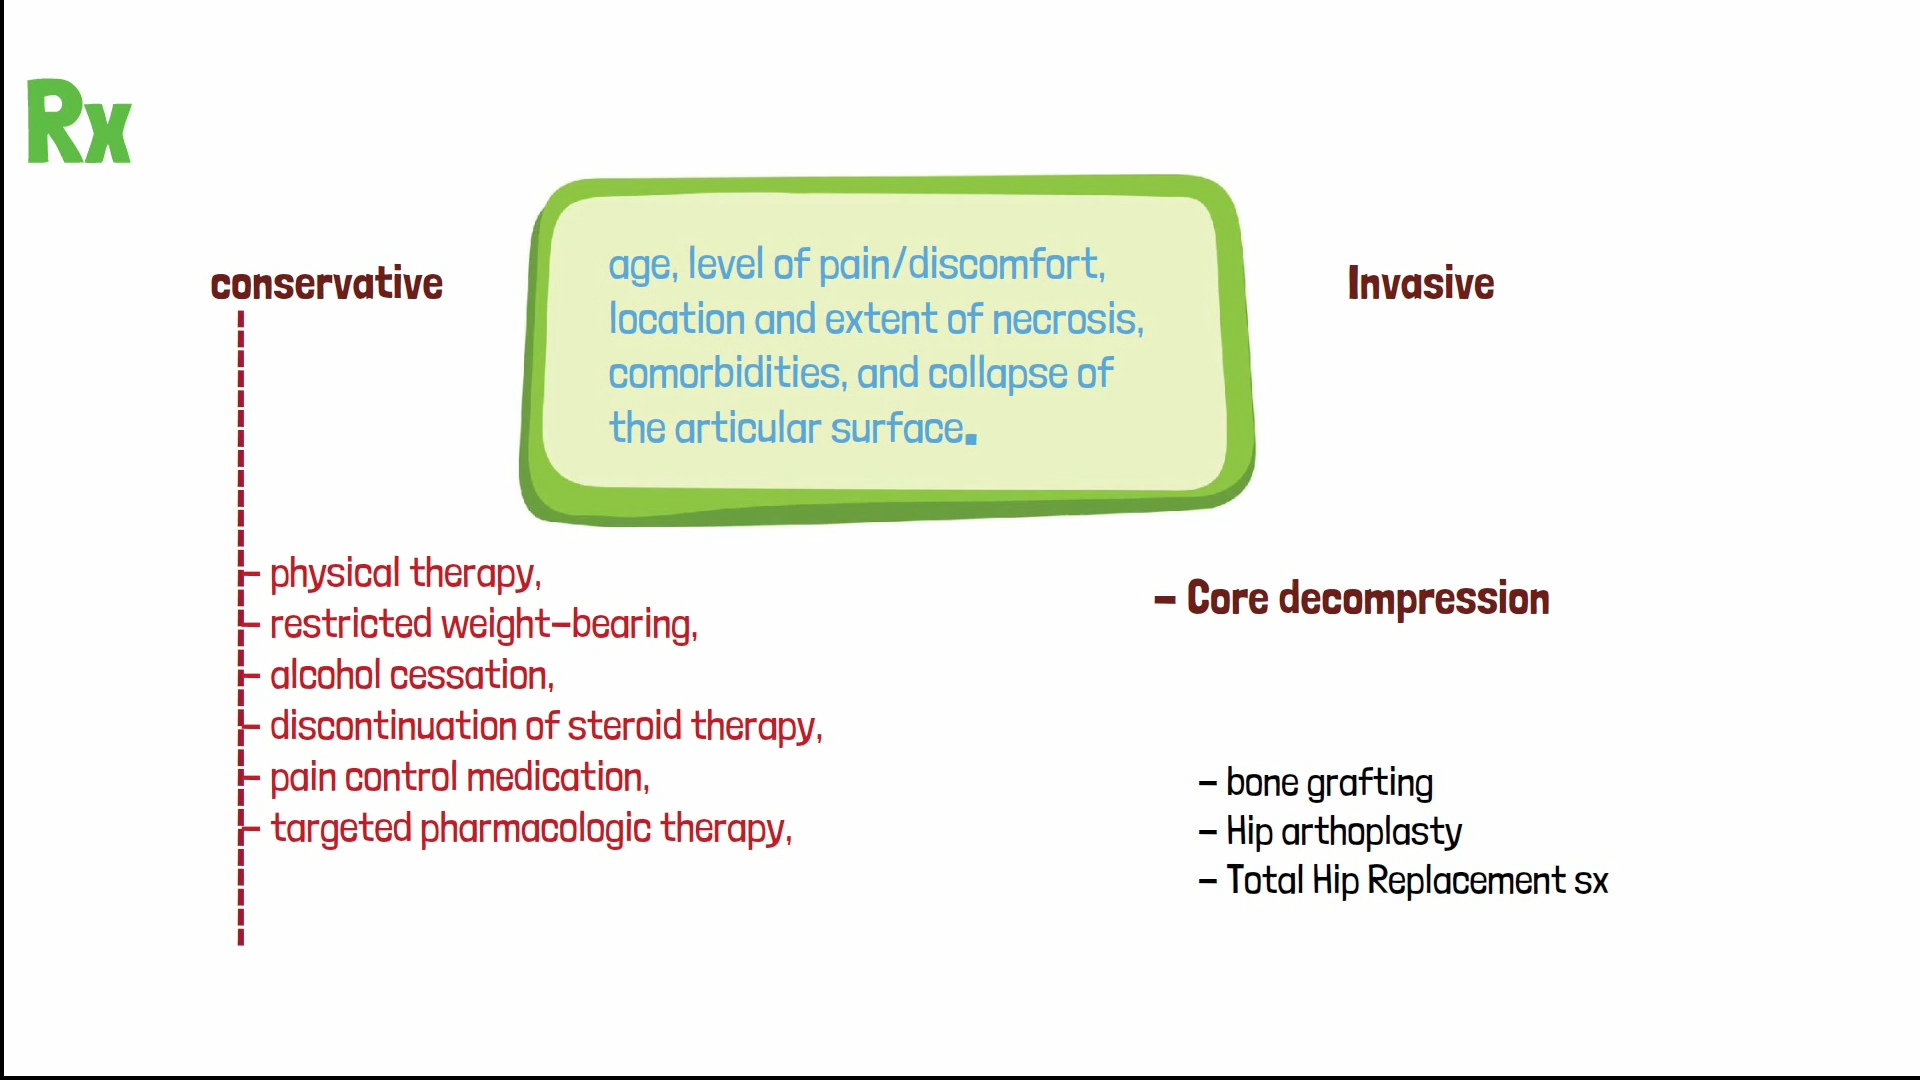 Rx
conservative
age, level of pain/discomfort,
location and extent of necrosis,
comorbidities, and collapse of
the articular surface.
Invasive
- physical therapy,
- restricted weight-bearing,
- alcohol cessation,
- discontinuation of steroid therapy,
- pain control medication,
- targeted pharmacologic therapy,
- Core decompression
- bone grafting
- Hip arthoplasty
- Total Hip Replacement sx